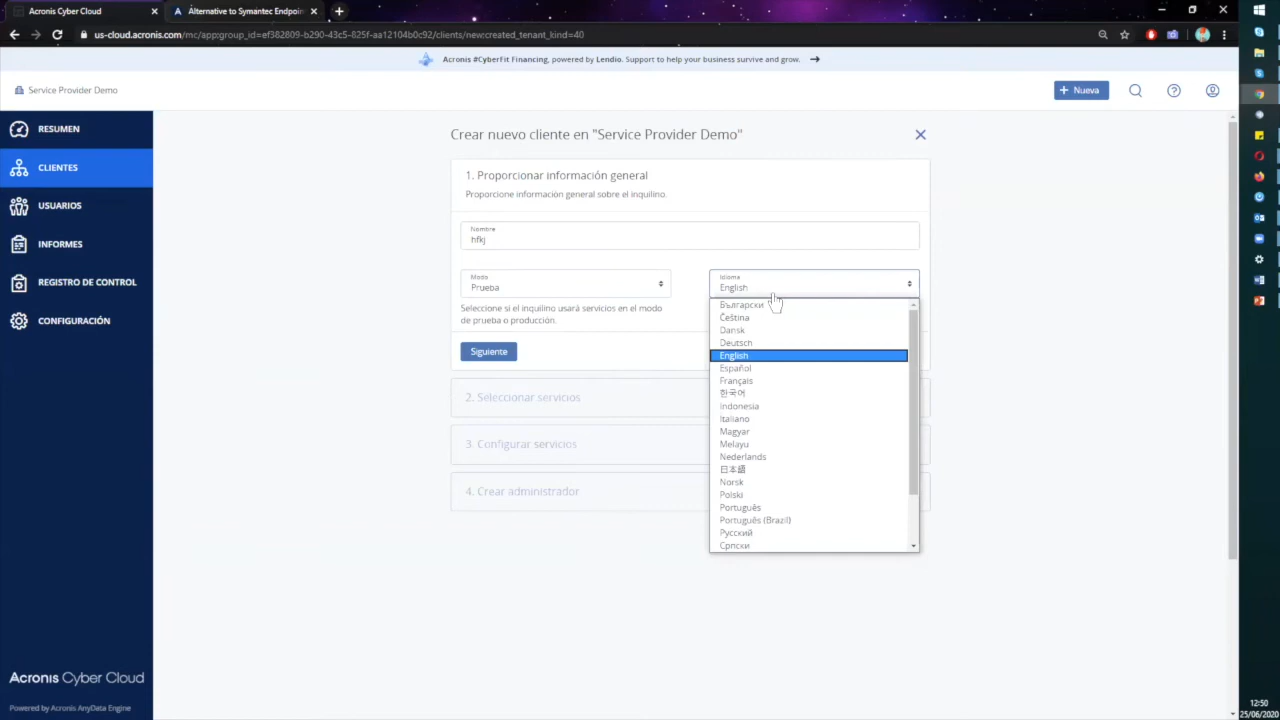 Acronis Cyber Cloud
Alternative to Symantec Endpoin
us-cloud.acronis.com/mc/app;group_id=ef382809-b290-43c5-825f-aa12104b0c92/clients/new;created_tenant_kind=40
Acronis #CyberFit Financing, powered by Lendio. Support to help your business survive and grow.
Service Provider Demo
Nueva
RESUMEN
CLIENTES
USUARIOS
INFORMES
REGISTRO DE CONTROL
CONFIGURACIÓN
Crear nuevo cliente en "Service Provider Demo"
1. Proporcionar información general
Proporcione información general sobre el inquilino.
Nombre
hfkj
Modo
Prueba
Seleccione si el inquilino usará servicios en el modo
de prueba o producción.
Idioma
English
Български
Čeština
Dansk
Deutsch
English
Español
Français
한국어
Indonesia
Italiano
Magyar
Melayu
Nederlands
日本語
Norsk
Polski
Português
Português (Brazil)
Русский
Српски
Siguiente
2. Seleccionar servicios
3. Configurar servicios
4. Crear administrador
Acronis Cyber Cloud
Powered by Acronis AnyData Engine
12:50
25/06/2020